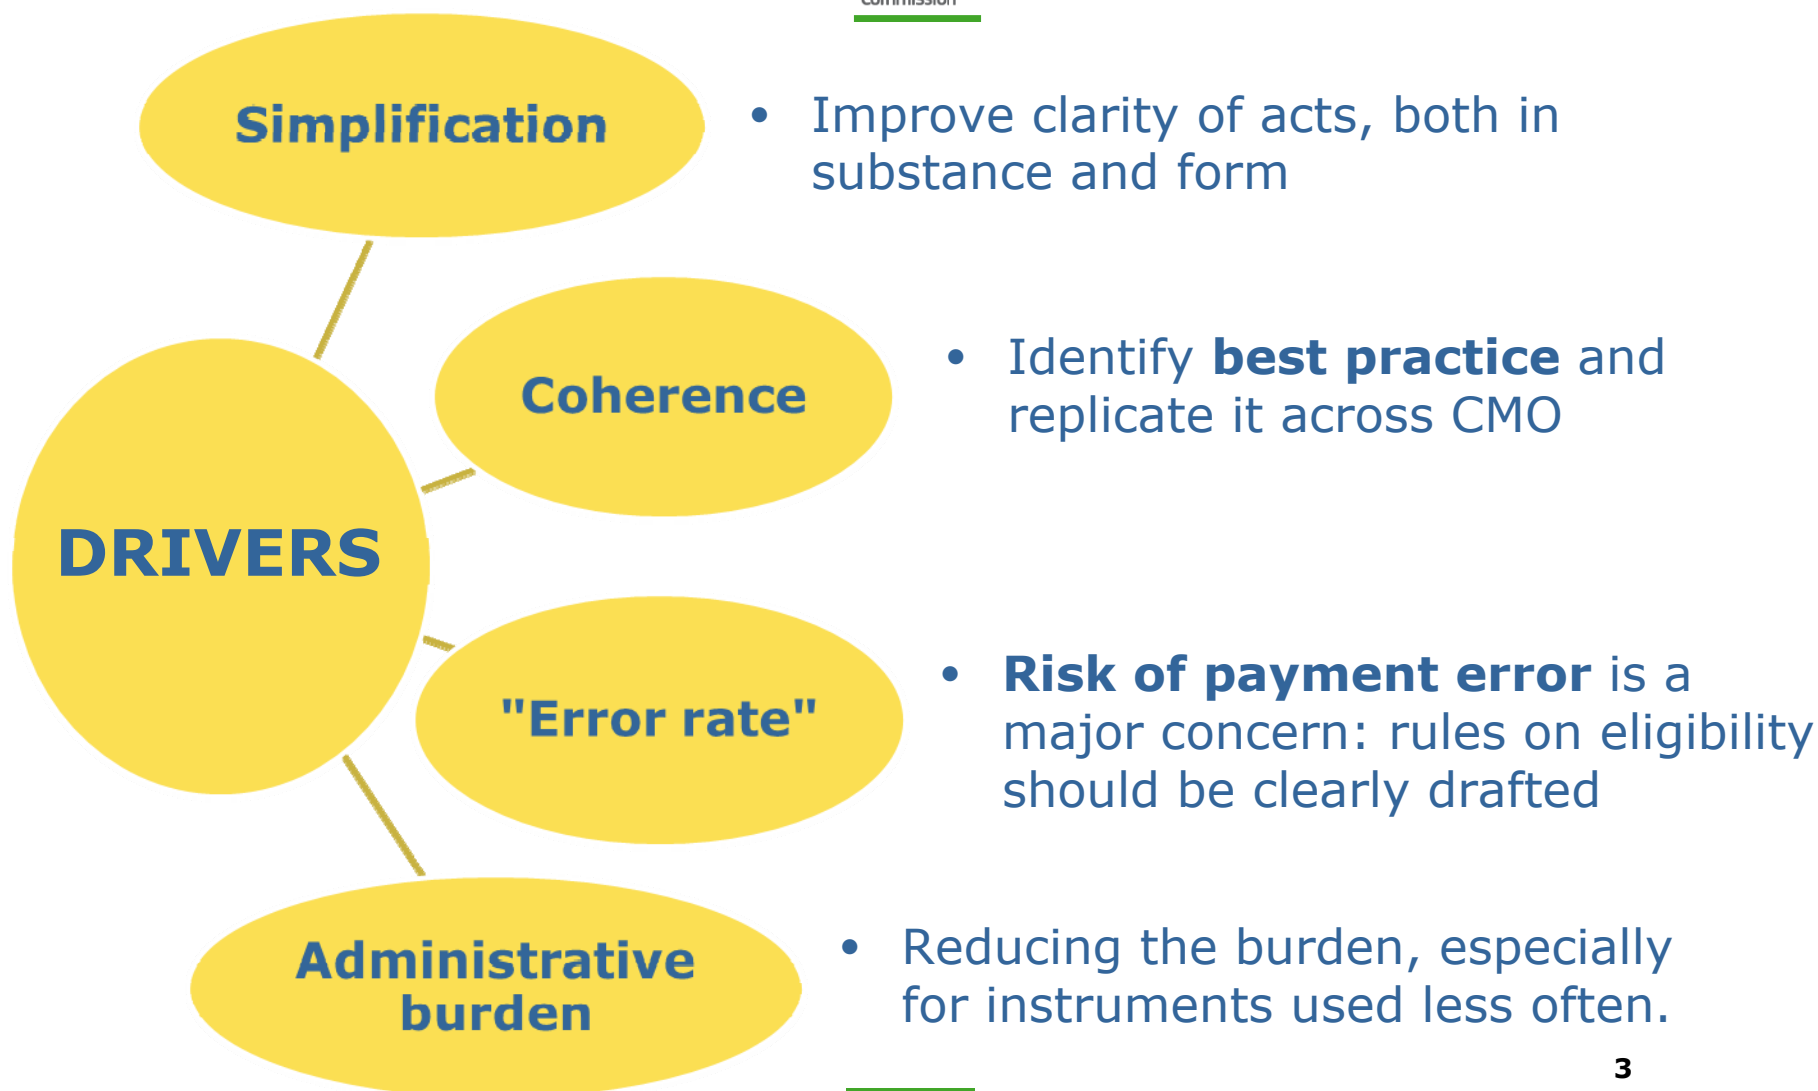 Commission
Simplification
• Improve clarity of acts, both in
substance and form
Coherence
• Identify best practice and
replicate it across CMO
DRIVERS
"Error rate"
• Risk of payment error is a
major concern: rules on eligibility
should be clearly drafted
Administrative
burden
• Reducing the burden, especially
for instruments used less often.
3